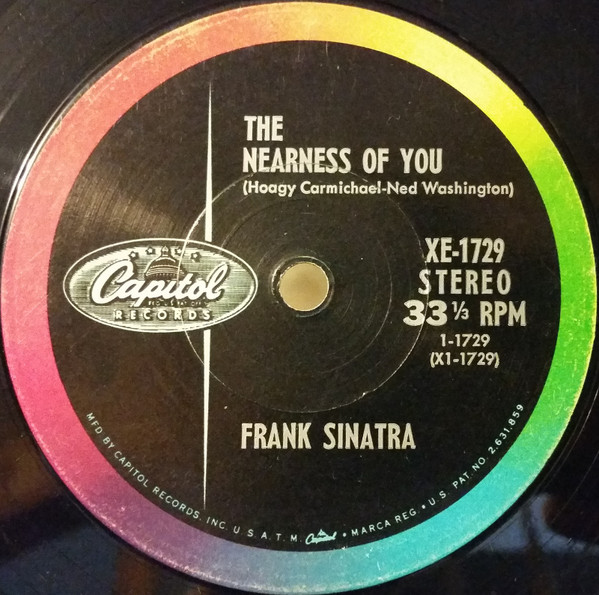 THE
NEARNESS OF YOU
(Hoagy Carmichael-Ned Washington)
Capitol
RECORDS
XE-1729
STEREO
33 ⅓ RPM
1-1729
(X1-1729)
FRANK SINATRA
MFD BY CAPITOL RECORDS, INC. U.S.A. T.M. Capitol • MARCA REG. • U.S. PAT. NO. 2,631,859